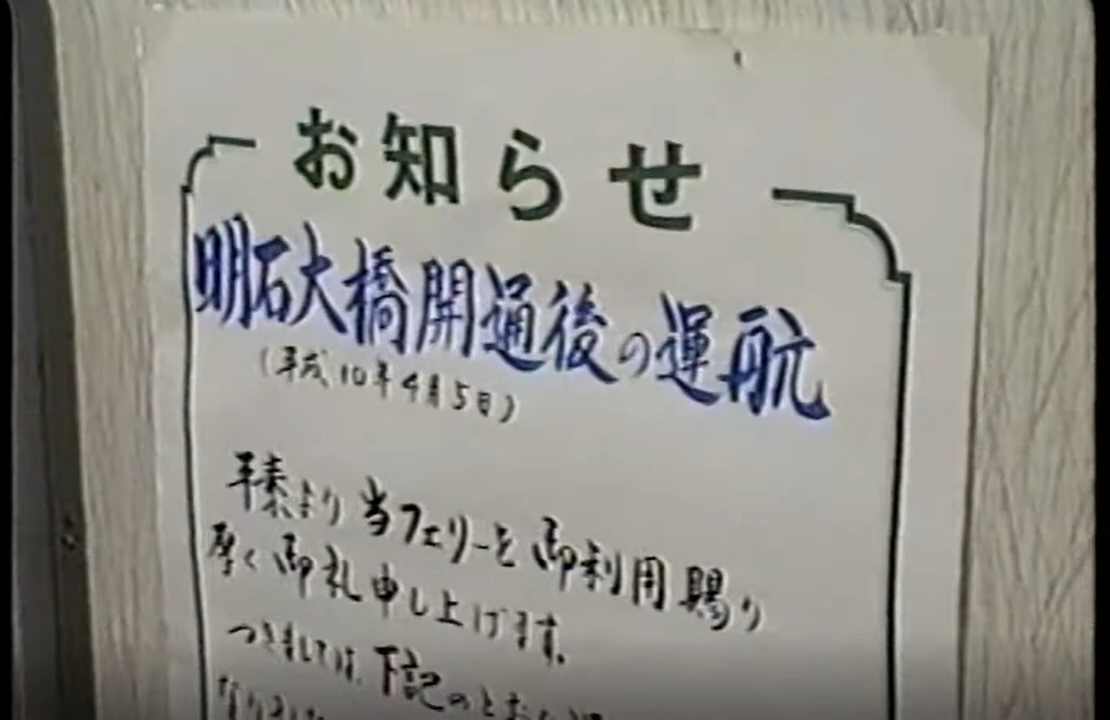 お知らせ
明石大橋開通後の運航
(平成10年4月5日)
平素より当フェリーを御利用賜り
厚く御礼申し上げます。
つきましては、下記のとおり